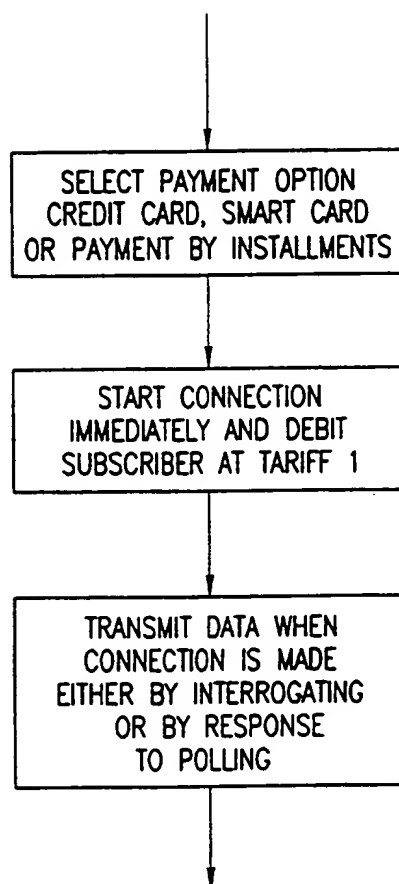 SELECT PAYMENT OPTION
CREDIT CARD, SMART CARD
OR PAYMENT BY INSTALLMENTS
START CONNECTION
IMMEDIATELY AND DEBIT
SUBSCRIBER AT TARIFF 1
TRANSMIT DATA WHEN
CONNECTION IS MADE
EITHER BY INTERROGATING
OR BY RESPONSE
TO POLLING